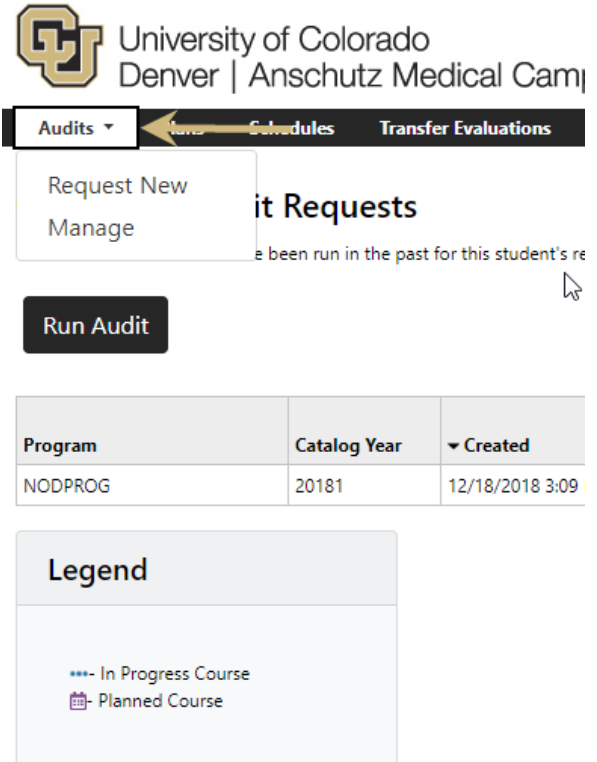 University of Colorado
Denver | Anschutz Medical
Audits Schedules Transfer Evaluations
Request New
Manage
it Requests
e been run in the past for this student's re
Run Audit
Program Catalog Year Created
NODPROG 20181 12/18/2018 3:09
Legend
- In Progress Course
- Planned Course